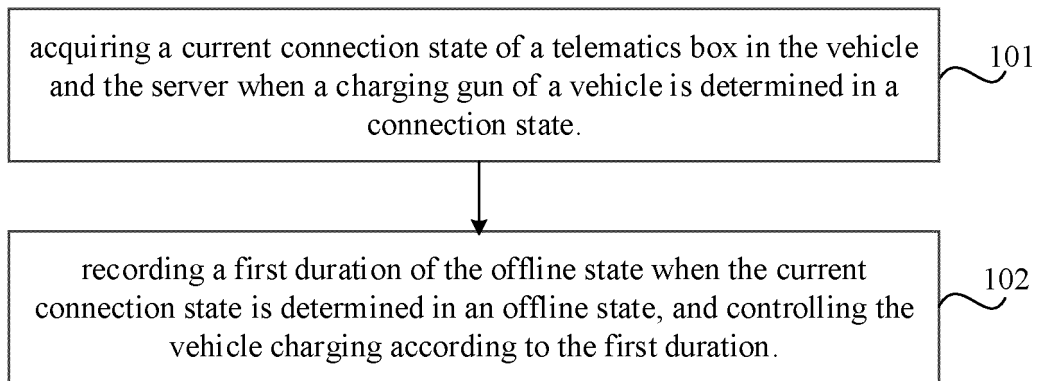 acquiring a current connection state of a telematics box in the vehicle
and the server when a charging gun of a vehicle is determined in a
connection state.
101
recording a first duration of the offline state when the current
connection state is determined in an offline state, and controlling the
vehicle charging according to the first duration.
102